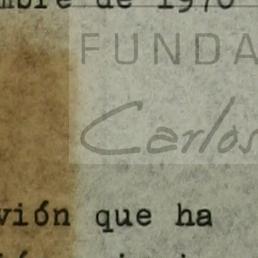 mbre de 1970
FUNDA
Carlos
vión que ha